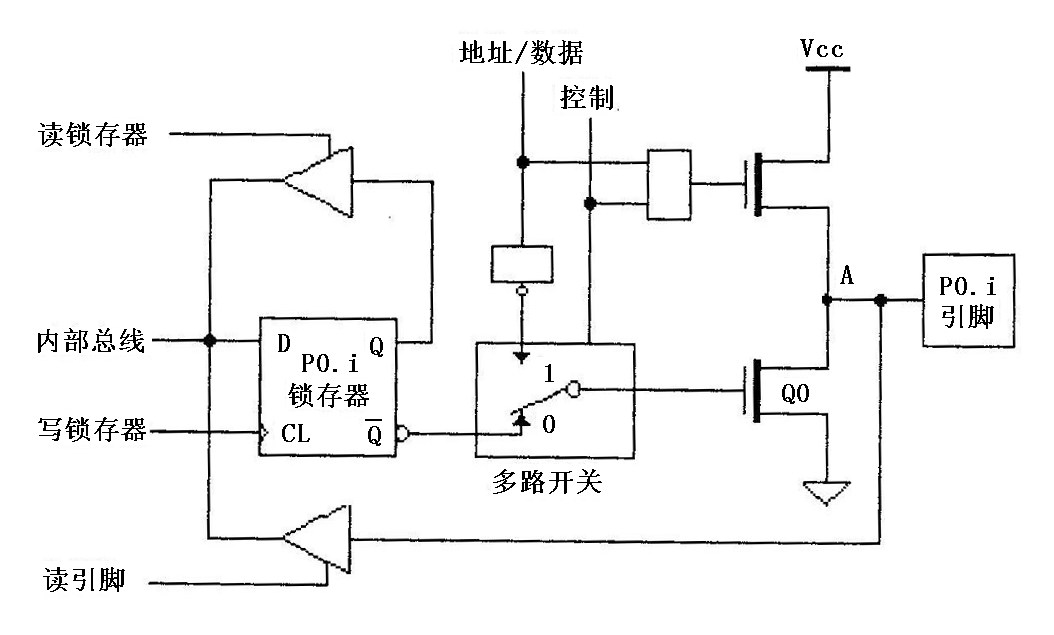 地址/数据
Vcc
控制
读锁存器
A
P0.i
引脚
内部总线
D
Q
P0.i
锁存器
1
Q0
写锁存器
CL
Q̅
0
多路开关
读引脚